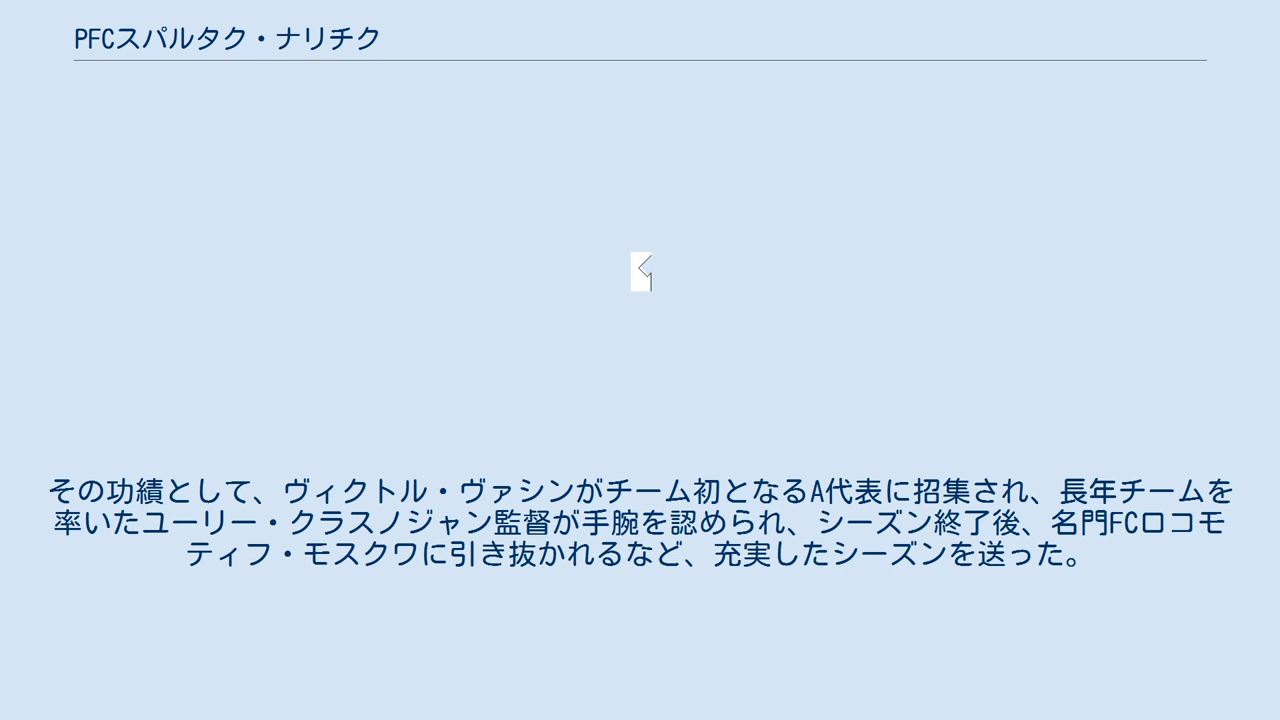 PFCスパルタク・ナリチク
その功績として、ヴィクトル・ヴァシンがチーム初となるA代表に招集され、長年チームを
率いたユーリー・クラスノジャン監督が手腕を認められ、シーズン終了後、名門FCロコモ
ティフ・モスクワに引き抜かれるなど、充実したシーズンを送った。